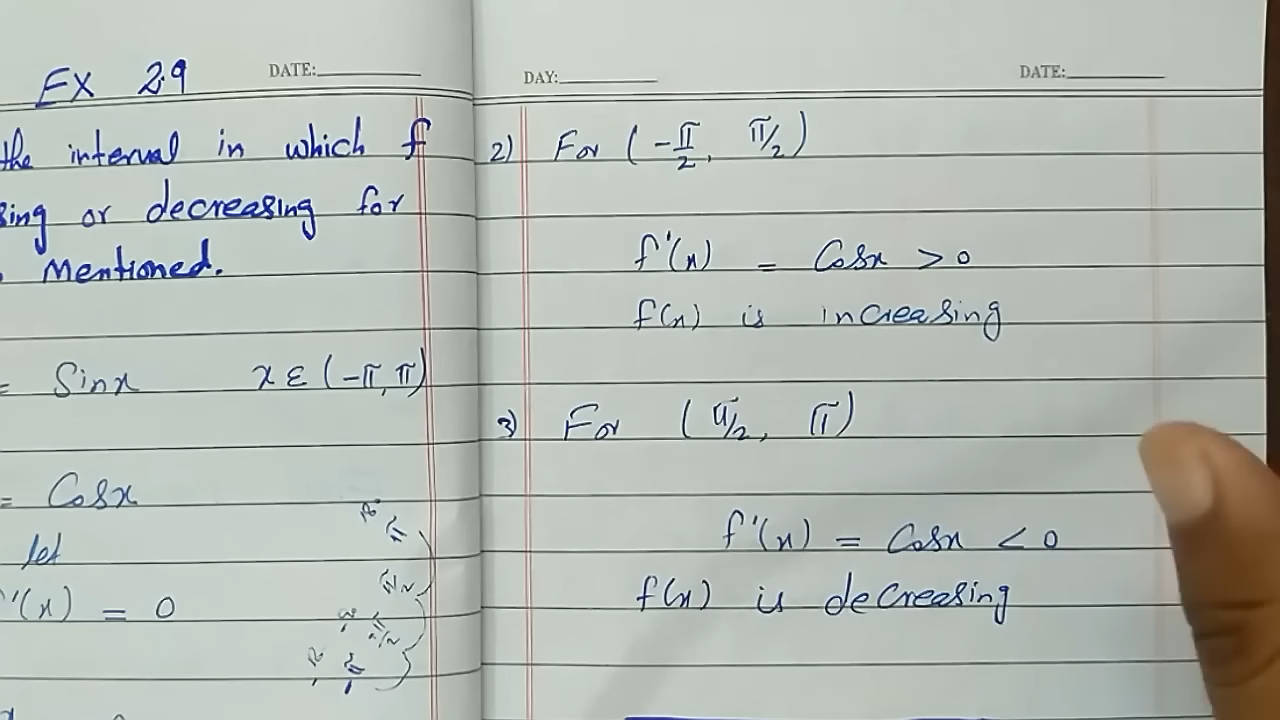 EX 2.9 DATE:
the interval in which f
sing or decreasing for
Mentioned.
= Sinx x ε (-π, π)
= Cosx
let
'(x) = 0
DAY: DATE:
2) For (-π/2, π/2)
f'(x) = Cosx > 0
f(x) is increasing
3) For (π/2, π)
f'(x) = Cosx < 0
f(x) is decreasing